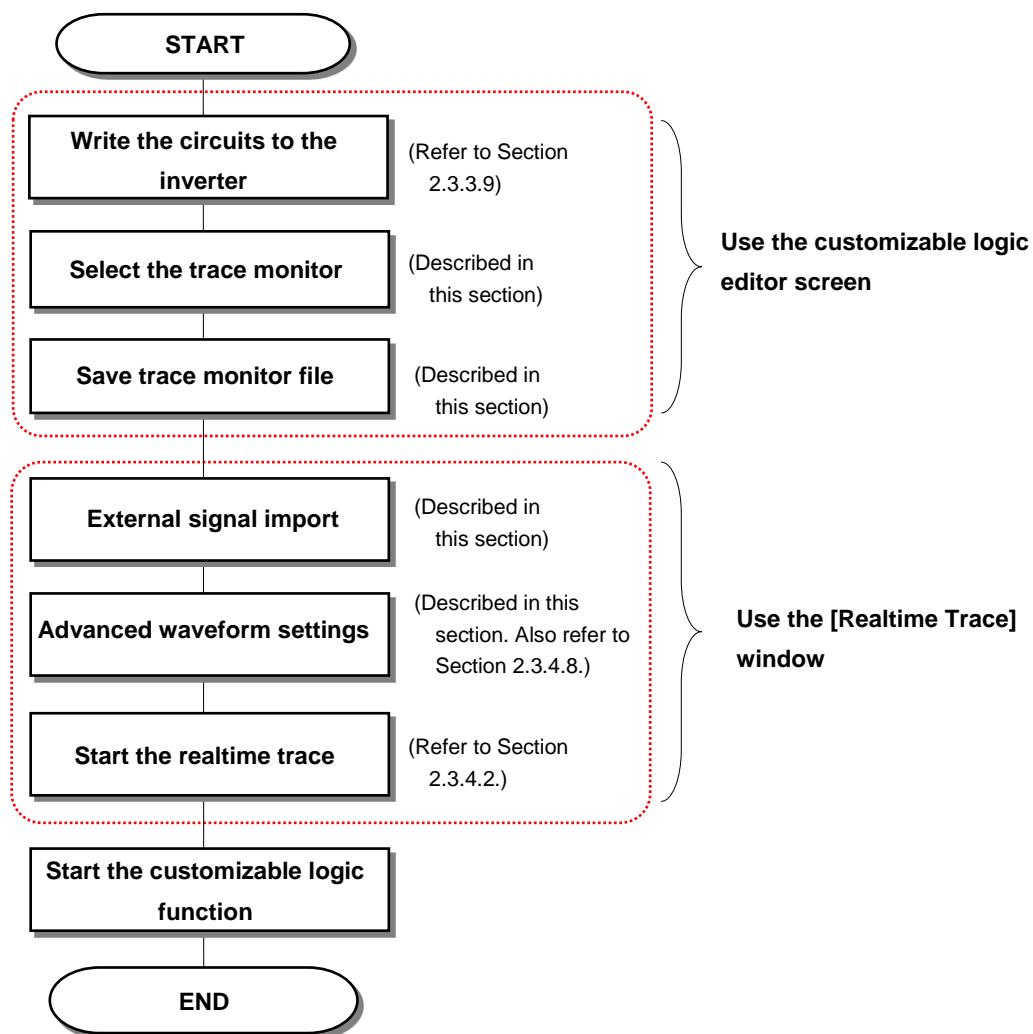 START
Write the circuits to the
inverter
(Refer to Section
2.3.3.9)
Select the trace monitor
(Described in
this section)
Save trace monitor file
(Described in
this section)
Use the customizable logic
editor screen
External signal import
(Described in
this section)
Advanced waveform settings
(Described in this
section. Also refer to
Section 2.3.4.8.)
Start the realtime trace
(Refer to Section
2.3.4.2.)
Use the [Realtime Trace]
window
Start the customizable logic
function
END